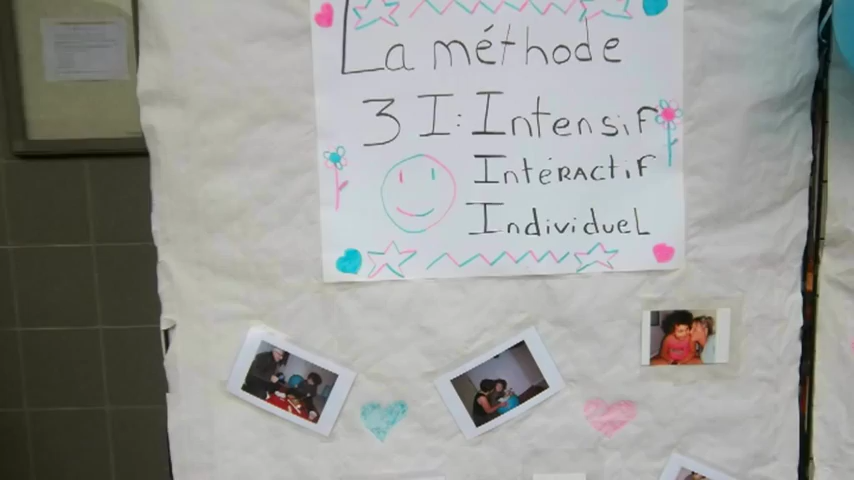 La méthode
3 I: Intensif
Intéractif
Individuel